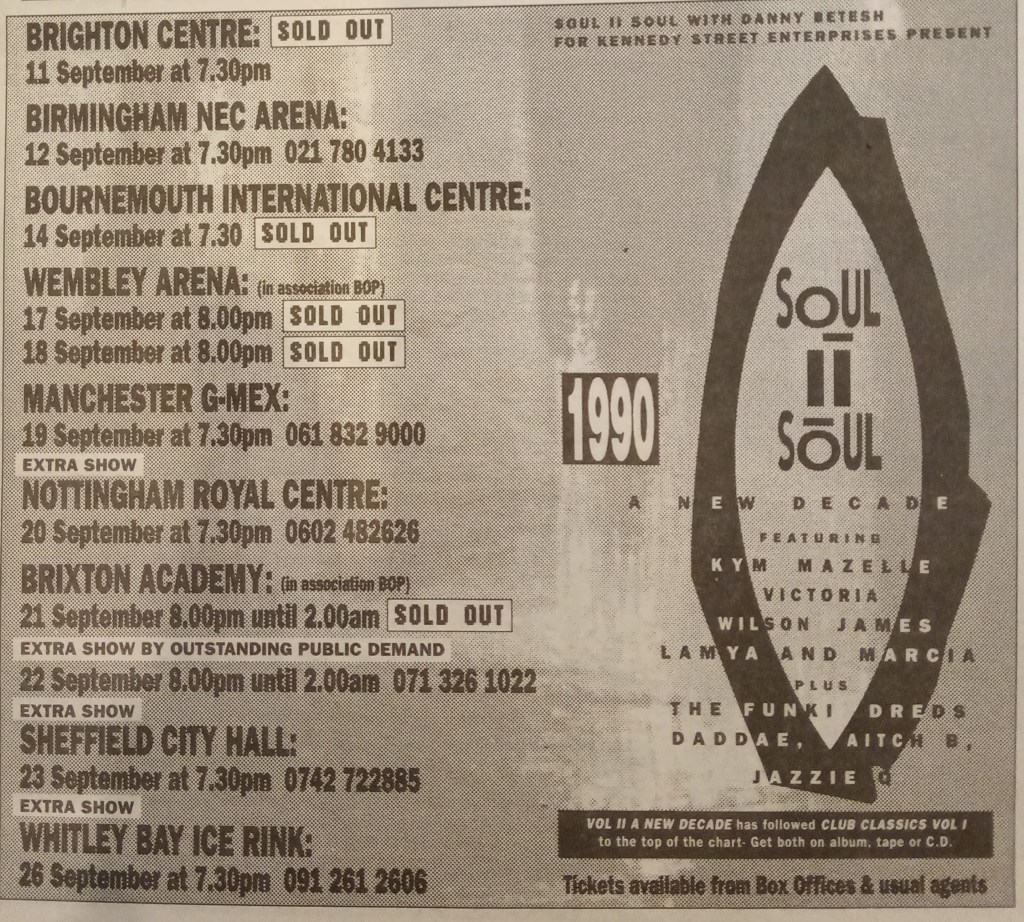 BRIGHTON CENTRE: SOLD OUT
11 September at 7.30pm
BIRMINGHAM NEC ARENA:
12 September at 7.30pm 021 780 4133
BOURNEMOUTH INTERNATIONAL CENTRE:
14 September at 7.30 SOLD OUT
WEMBLEY ARENA: (in association BOP)
17 September at 8.00pm SOLD OUT
18 September at 8.00pm SOLD OUT
MANCHESTER G-MEX:
19 September at 7.30pm 061 832 9000
EXTRA SHOW
NOTTINGHAM ROYAL CENTRE:
20 September at 7.30pm 0602 482626
BRIXTON ACADEMY: (in association BOP)
21 September 8.00pm until 2.00am SOLD OUT
EXTRA SHOW BY OUTSTANDING PUBLIC DEMAND
22 September 8.00pm until 2.00am 071 326 1022
EXTRA SHOW
SHEFFIELD CITY HALL:
23 September at 7.30pm 0742 722885
EXTRA SHOW
WHITLEY BAY ICE RINK:
26 September at 7.30pm 091 261 2606
SOUL II SOUL WITH DANNY BETESH
FOR KENNEDY STREET ENTERPRISES PRESENT
SOUL
II
SOUL
1990
A NEW DECADE
FEATURING
KYM MAZELLE
VICTORIA
WILSON JAMES
LAMYA AND MARCIA
PLUS
THE FUNKI DREDS
DADDAE, AITCH B,
JAZZIE Q
VOL II A NEW DECADE has followed CLUB CLASSICS VOL I
to the top of the chart- Get both on album, tape or C.D.
Tickets available from Box Offices & usual agents